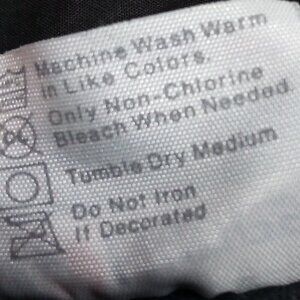 Machine Wash Warm
in Like Colors.
Only Non-Chlorine
Bleach When Needed.
Tumble Dry Medium
Do Not Iron
If Decorated